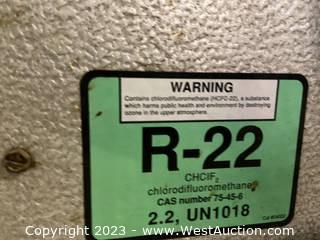 WARNING
Contains chlorodifluoromethane (HCFC-22), a substance
which harms public health and environment by destroying
ozone in the upper atmosphere.
R-22
CHClF₂
chlorodifluoromethane
CAS number 75-45-6
2.2, UN1018
Copyright 2023 - www.WestAuction.com